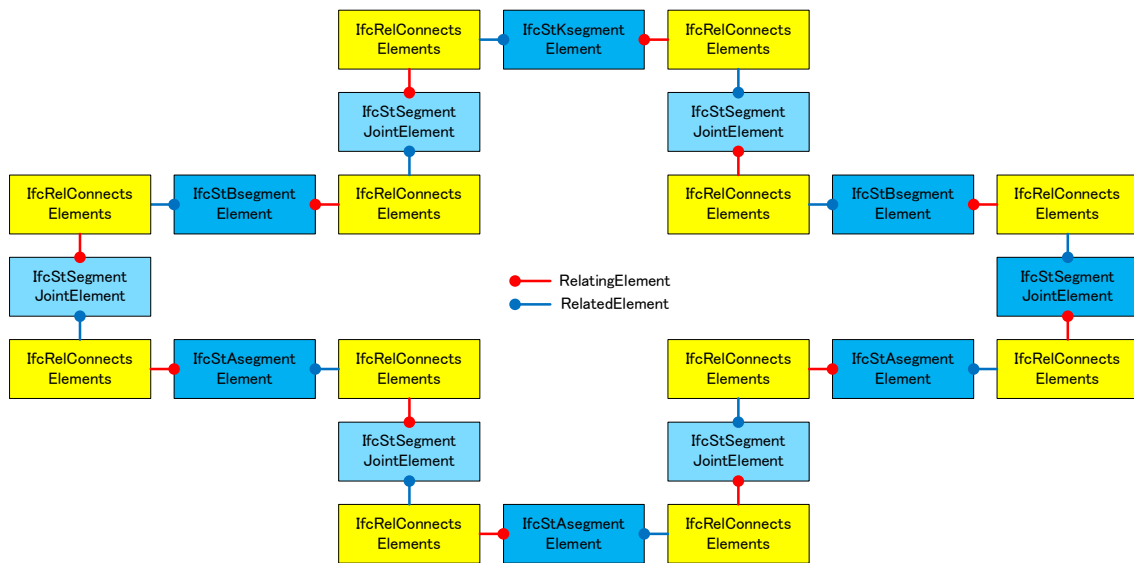 IfcRelConnects
Elements
IfcStKsegment
Element
IfcRelConnects
Elements
IfcStSegment
JointElement
IfcStSegment
JointElement
IfcRelConnects
Elements
IfcStBsegment
Element
IfcRelConnects
Elements
IfcRelConnects
Elements
IfcStBsegment
Element
IfcRelConnects
Elements
IfcStSegment
JointElement
RelatingElement
RelatedElement
IfcStSegment
JointElement
IfcRelConnects
Elements
IfcStAsegment
Element
IfcRelConnects
Elements
IfcRelConnects
Elements
IfcStAsegment
Element
IfcRelConnects
Elements
IfcStSegment
JointElement
IfcStSegment
JointElement
IfcRelConnects
Elements
IfcStAsegment
Element
IfcRelConnects
Elements